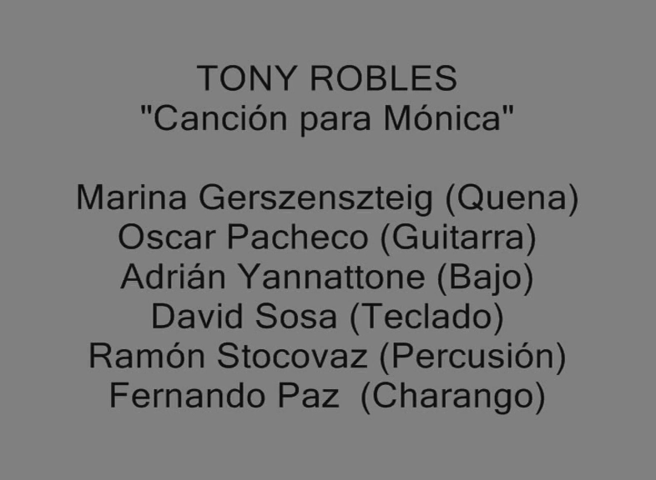 TONY ROBLES
"Canción para Mónica"
Marina Gerszenszteig (Quena)
Oscar Pacheco (Guitarra)
Adrián Yannattone (Bajo)
David Sosa (Teclado)
Ramón Stocovaz (Percusión)
Fernando Paz  (Charango)